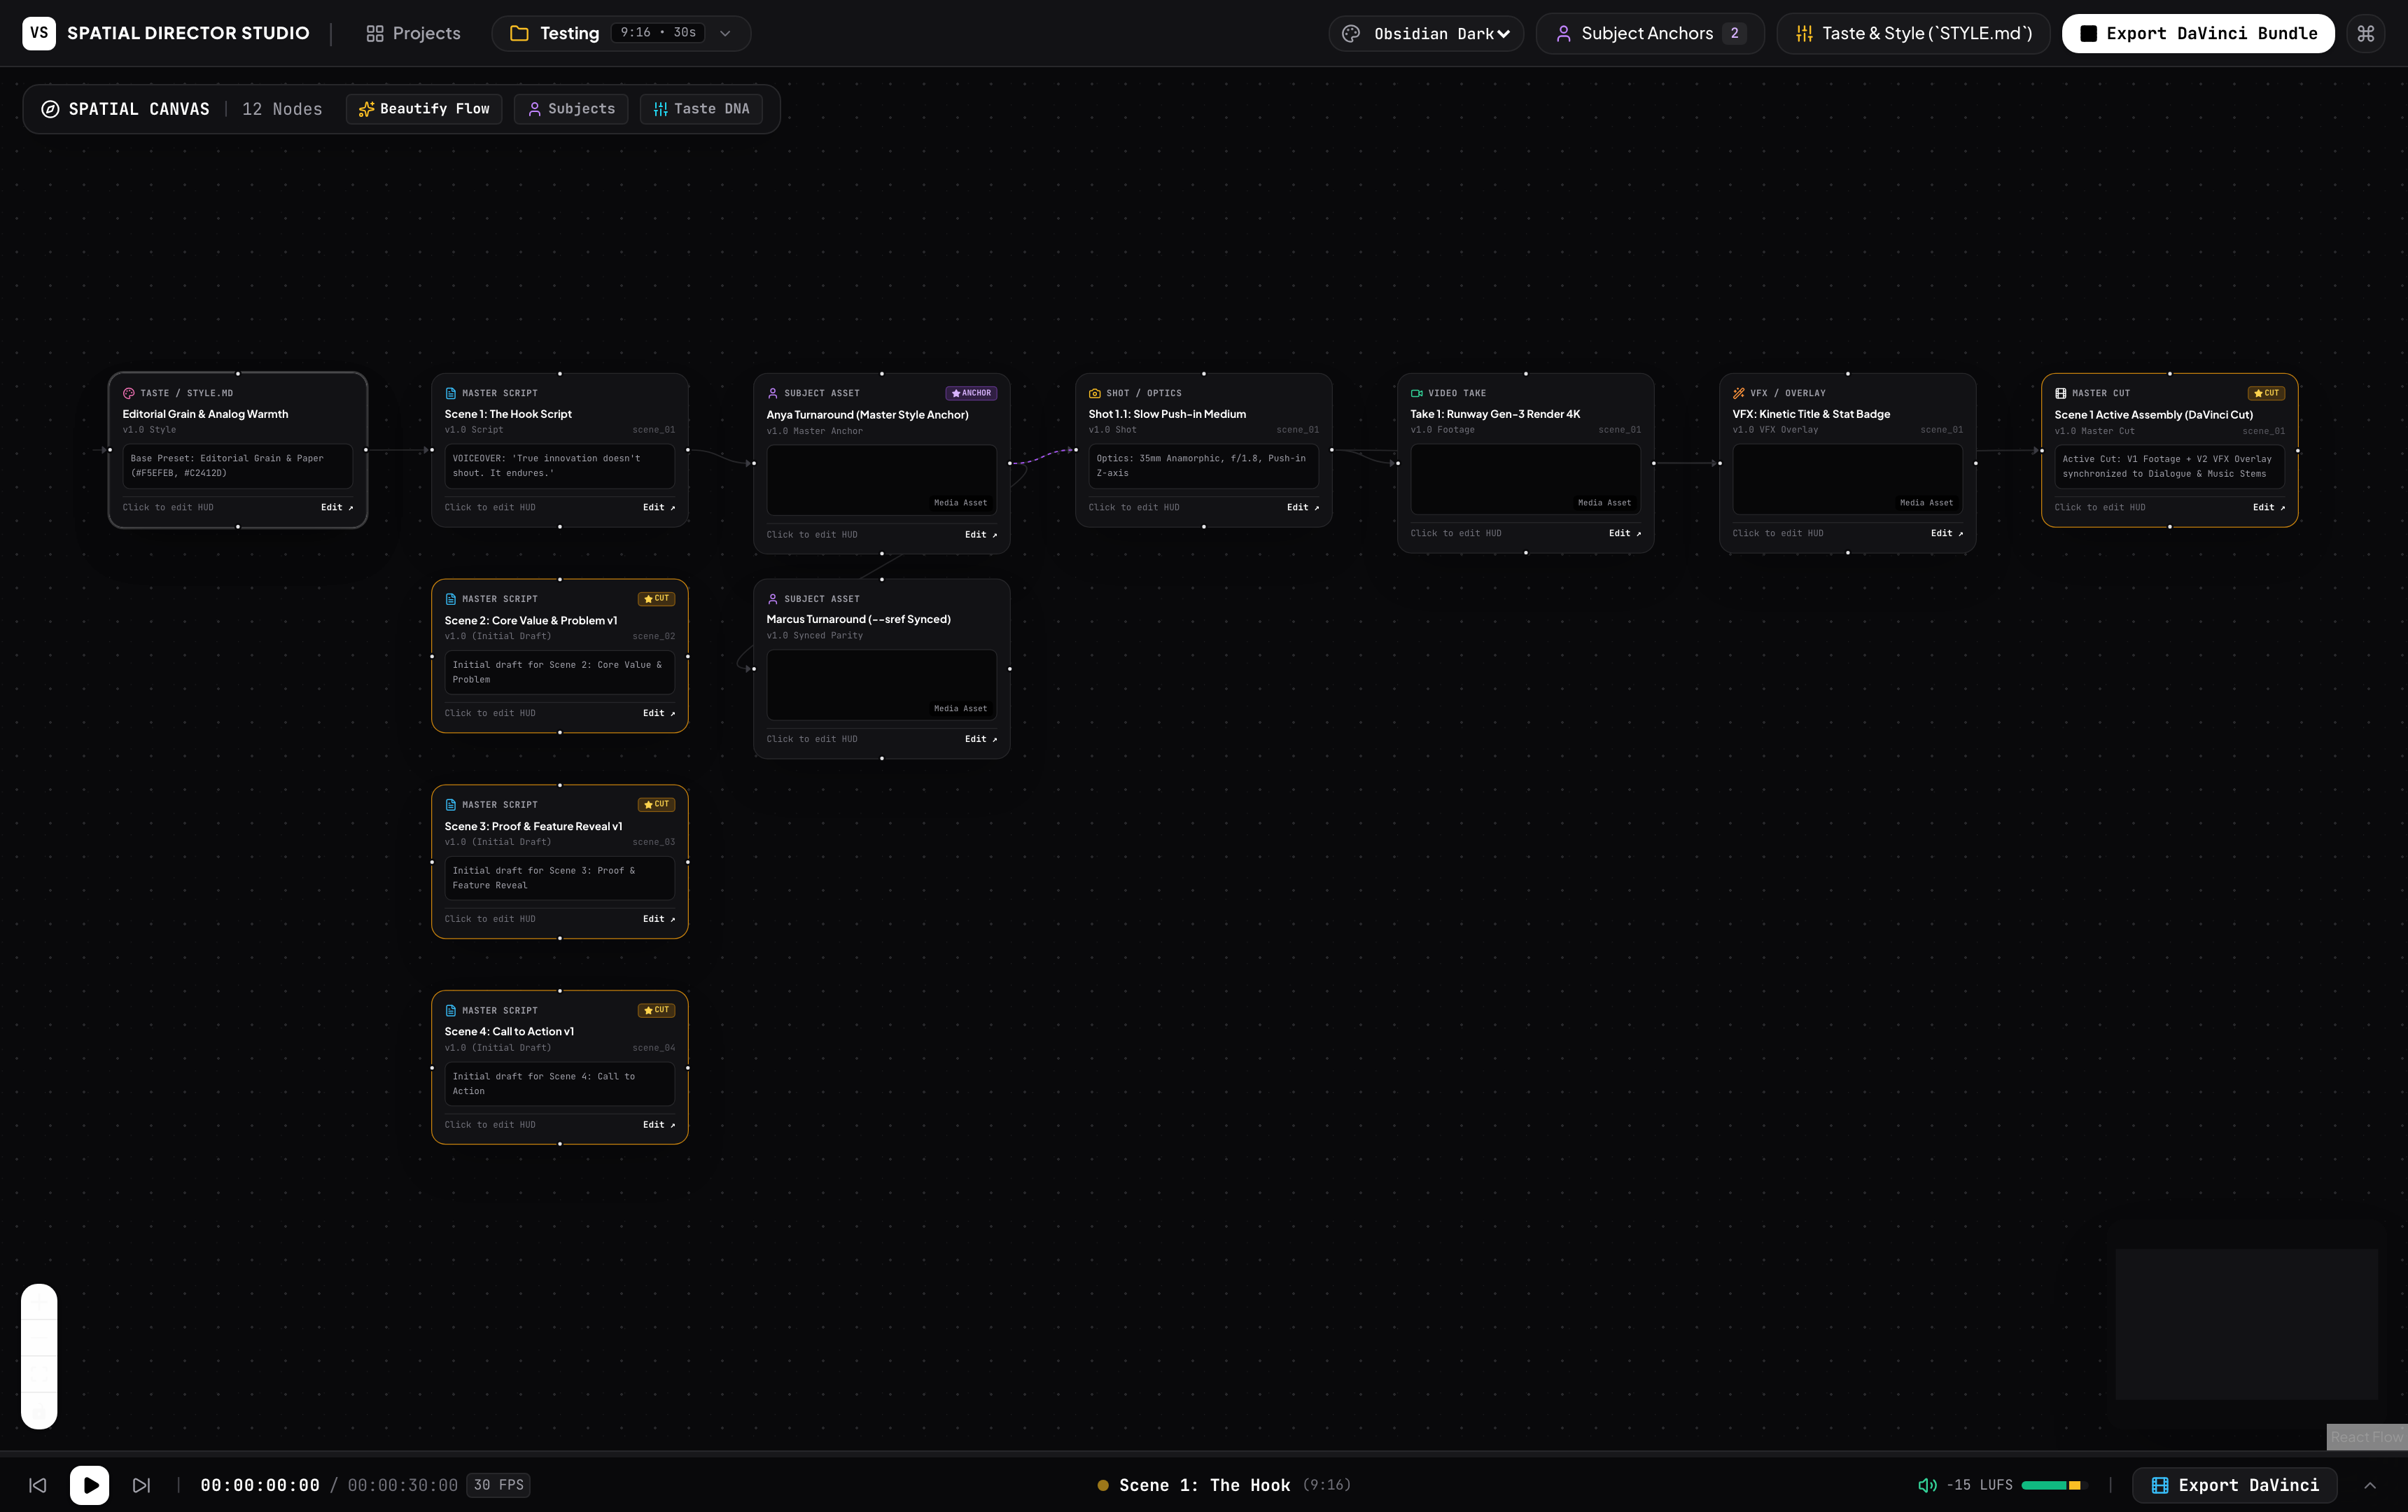 VS SPATIAL DIRECTOR STUDIO Projects Testing 9:16 • 30s Obsidian Dark Subject Anchors 2 Taste & Style (`STYLE.md`) Export DaVinci Bundle
SPATIAL CANVAS 12 Nodes Beautify Flow Subjects Taste DNA
TASTE / STYLE.MD
Editorial Grain & Analog Warmth
v1.0 Style
Base Preset: Editorial Grain & Paper
(#F5EFEB, #C2412D)
Click to edit HUD Edit ↗
MASTER SCRIPT
Scene 1: The Hook Script
v1.0 Script scene_01
VOICEOVER: 'True innovation doesn't
shout. It endures.'
Click to edit HUD Edit ↗
SUBJECT ASSET ANCHOR
Anya Turnaround (Master Style Anchor)
v1.0 Master Anchor
Media Asset
Click to edit HUD Edit ↗
SHOT / OPTICS
Shot 1.1: Slow Push-in Medium
v1.0 Shot scene_01
Optics: 35mm Anamorphic, f/1.8, Push-in
Z-axis
Click to edit HUD Edit ↗
VIDEO TAKE
Take 1: Runway Gen-3 Render 4K
v1.0 Footage scene_01
Media Asset
Click to edit HUD Edit ↗
VFX / OVERLAY
VFX: Kinetic Title & Stat Badge
v1.0 VFX Overlay scene_01
Media Asset
Click to edit HUD Edit ↗
MASTER CUT CUT
Scene 1 Active Assembly (DaVinci Cut)
v1.0 Master Cut scene_01
Active Cut: V1 Footage + V2 VFX Overlay
synchronized to Dialogue & Music Stems
Click to edit HUD Edit ↗
MASTER SCRIPT CUT
Scene 2: Core Value & Problem v1
v1.0 (Initial Draft) scene_02
Initial draft for Scene 2: Core Value &
Problem
Click to edit HUD Edit ↗
SUBJECT ASSET
Marcus Turnaround (--sref Synced)
v1.0 Synced Parity
Media Asset
Click to edit HUD Edit ↗
MASTER SCRIPT CUT
Scene 3: Proof & Feature Reveal v1
v1.0 (Initial Draft) scene_03
Initial draft for Scene 3: Proof &
Feature Reveal
Click to edit HUD Edit ↗
MASTER SCRIPT CUT
Scene 4: Call to Action v1
v1.0 (Initial Draft) scene_04
Initial draft for Scene 4: Call to
Action
Click to edit HUD Edit ↗
React Flow
00:00:00:00 / 00:00:30:00 30 FPS Scene 1: The Hook (9:16) -15 LUFS Export DaVinci